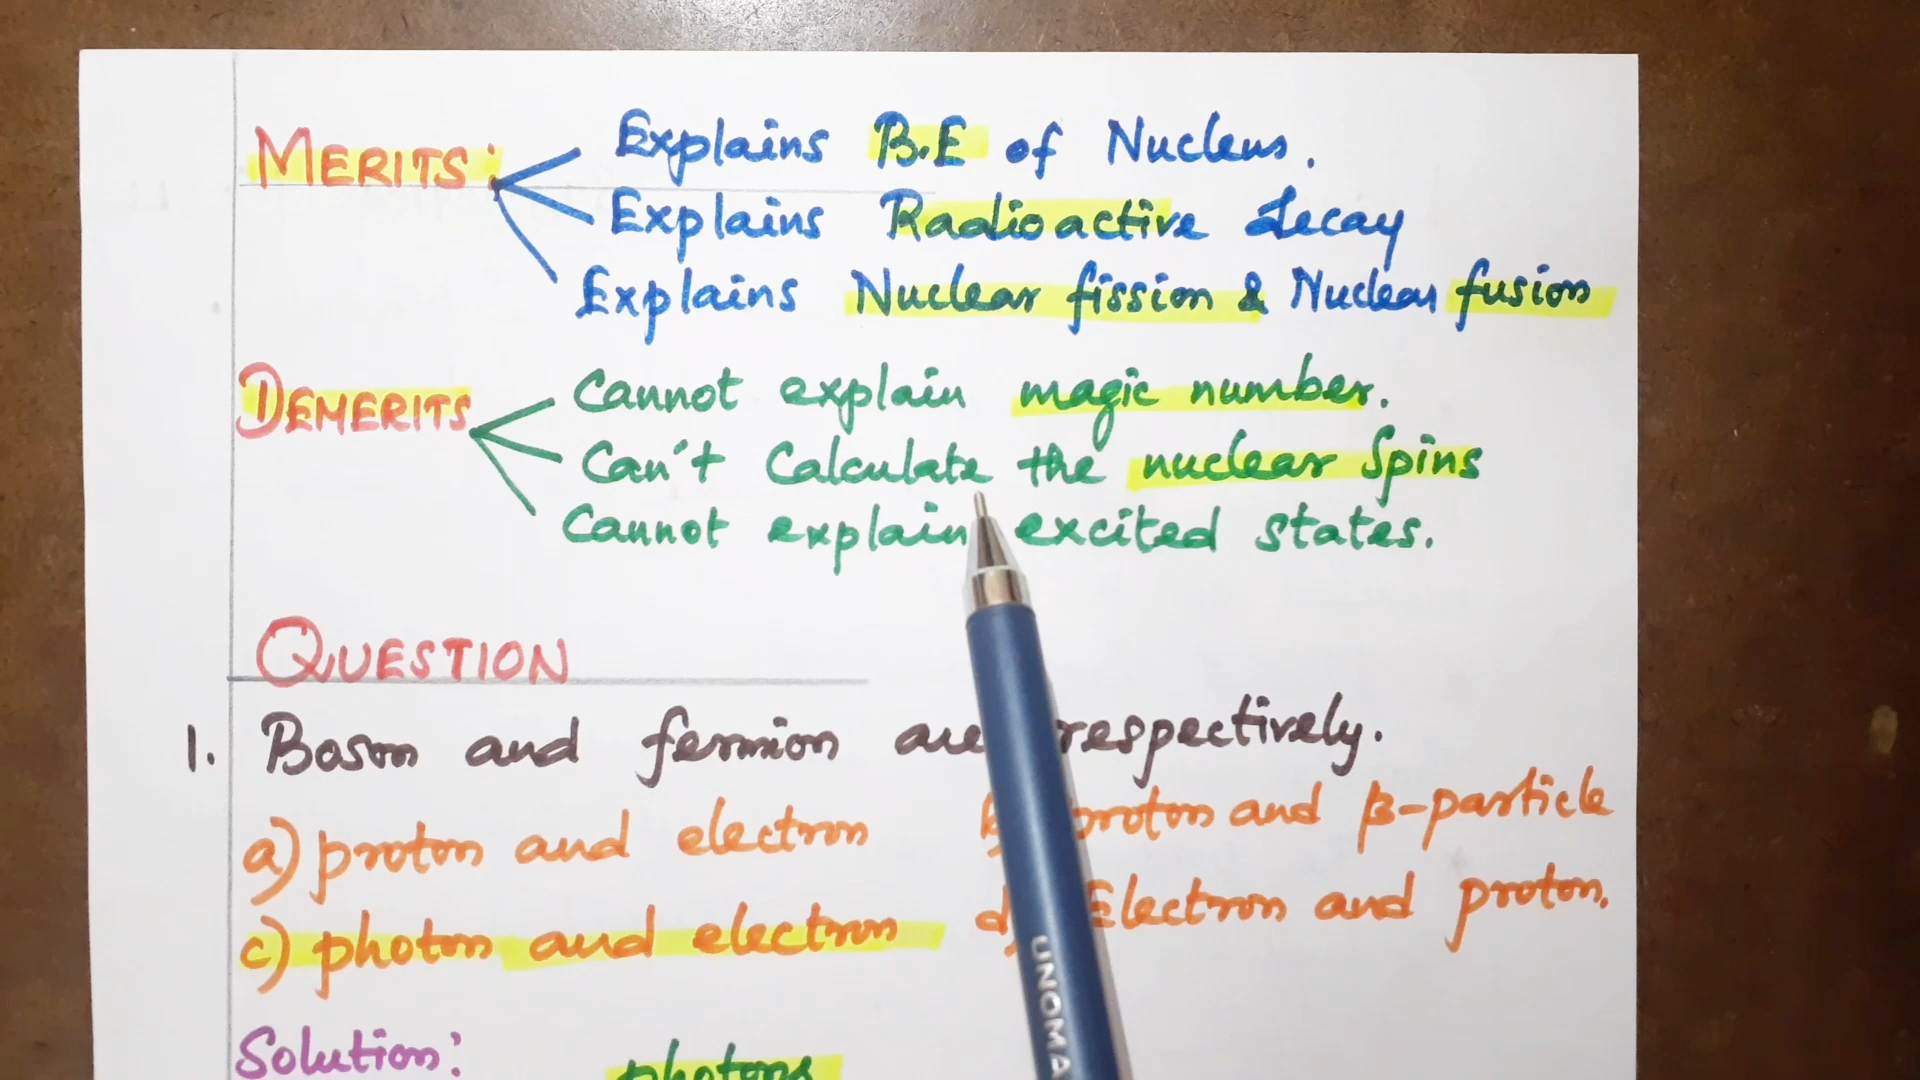 MERITS:
Explains B.E of Nucleus.
Explains Radioactive decay
Explains Nuclear fission & Nuclear fusion
DEMERITS
Cannot explain magic number.
Can't Calculate the nuclear Spins
Cannot explain excited states.
QUESTION
1. Boson and fermion are respectively.
a) proton and electron
proton and β-particle
c) photon and electron
d) Electron and proton.
Solution:
photons
UNOMA